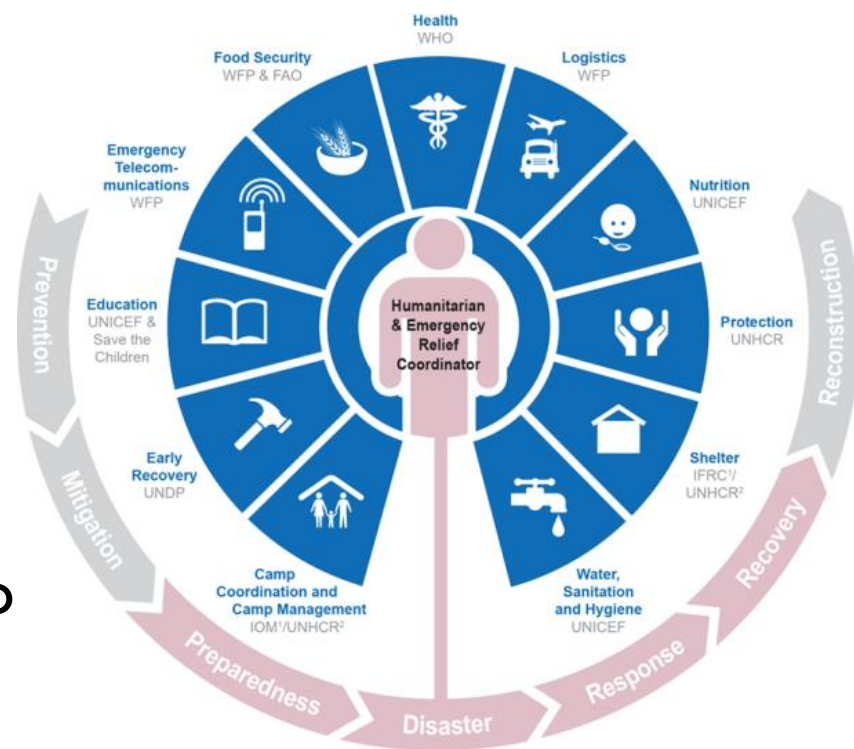 Health
WHO
Food Security
WFP & FAO
Logistics
WFP
Emergency
Telecom-
munications
WFP
Nutrition
UNICEF
Education
UNICEF &
Save the
Children
Protection
UNHCR
Humanitarian
& Emergency
Relief
Coordinator
Early
Recovery
UNDP
Shelter
IFRC¹/
UNHCR²
Camp
Coordination and
Camp Management
IOM¹/UNHCR²
Water,
Sanitation
and Hygiene
UNICEF
Prevention
Mitigation
Preparedness
Disaster
Response
Recovery
Reconstruction